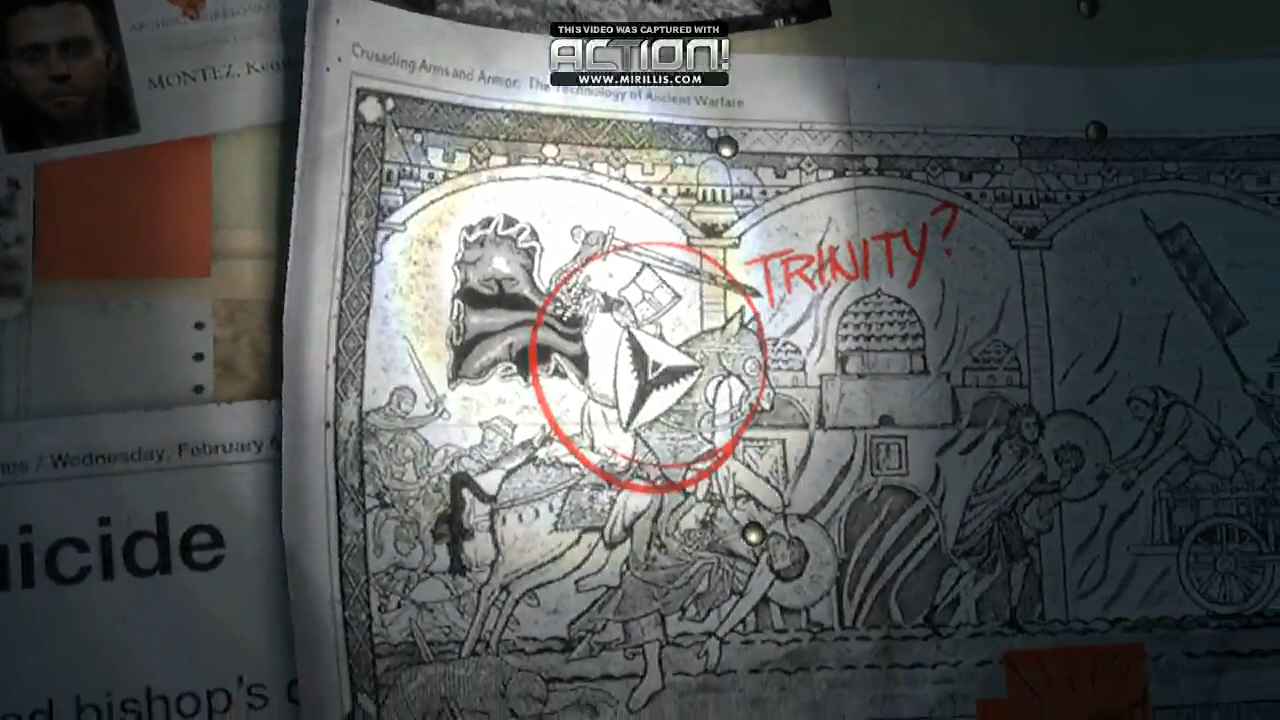 THIS VIDEO WAS CAPTURED WITH
ACTION!
WWW.MIRILLIS.COM
MONTEZ,
Crusading Arms and Armor: The Technology of Ancient Warfare
TRINITY?
/ Wednesday, February
uicide
bishop's